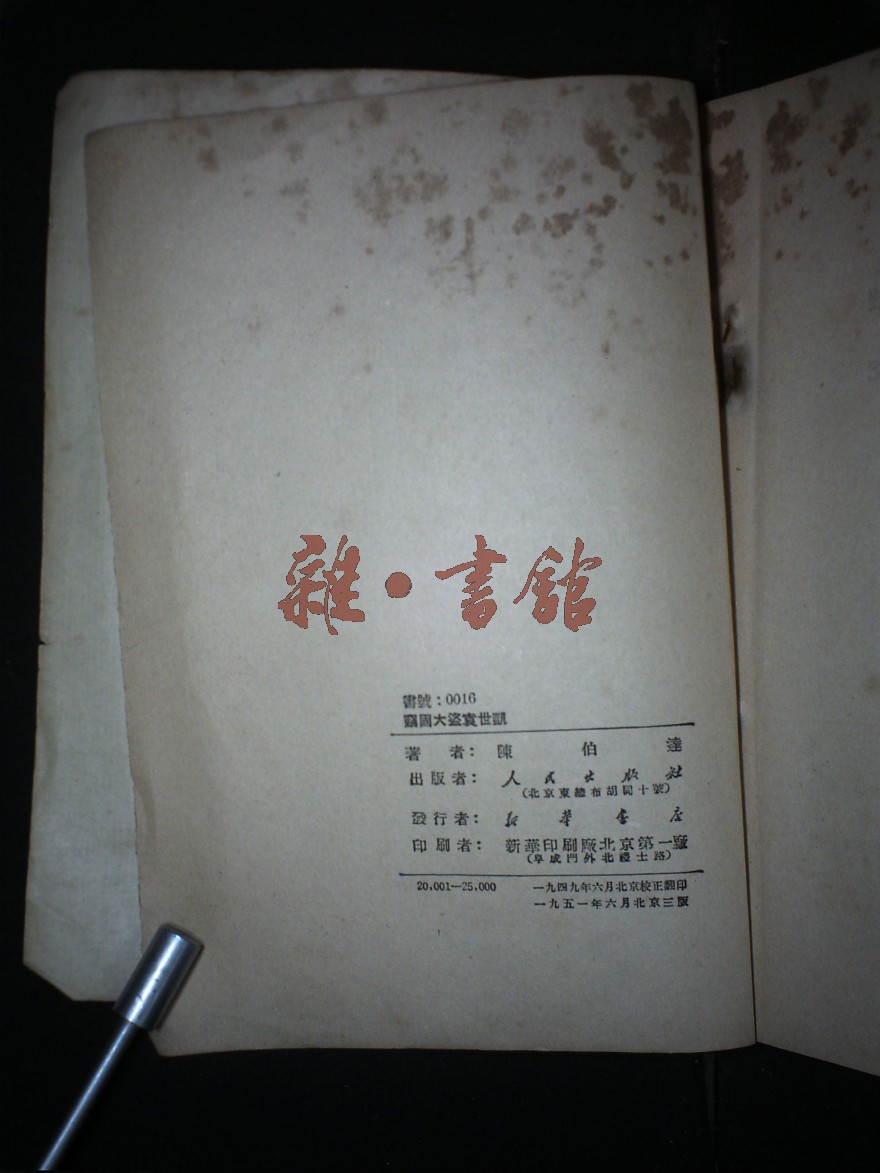 雜·書館
書號：0016
竊國大盜袁世凱
著者：陳伯達
出版者：人民出版社
（北京東總布胡同十號）
發行者：新華書店
印刷者：新華印刷廠北京第一廠
（阜成門外北禮士路）
20,001—25,000 一九四九年六月北京校正翻印
一九五一年六月北京三版